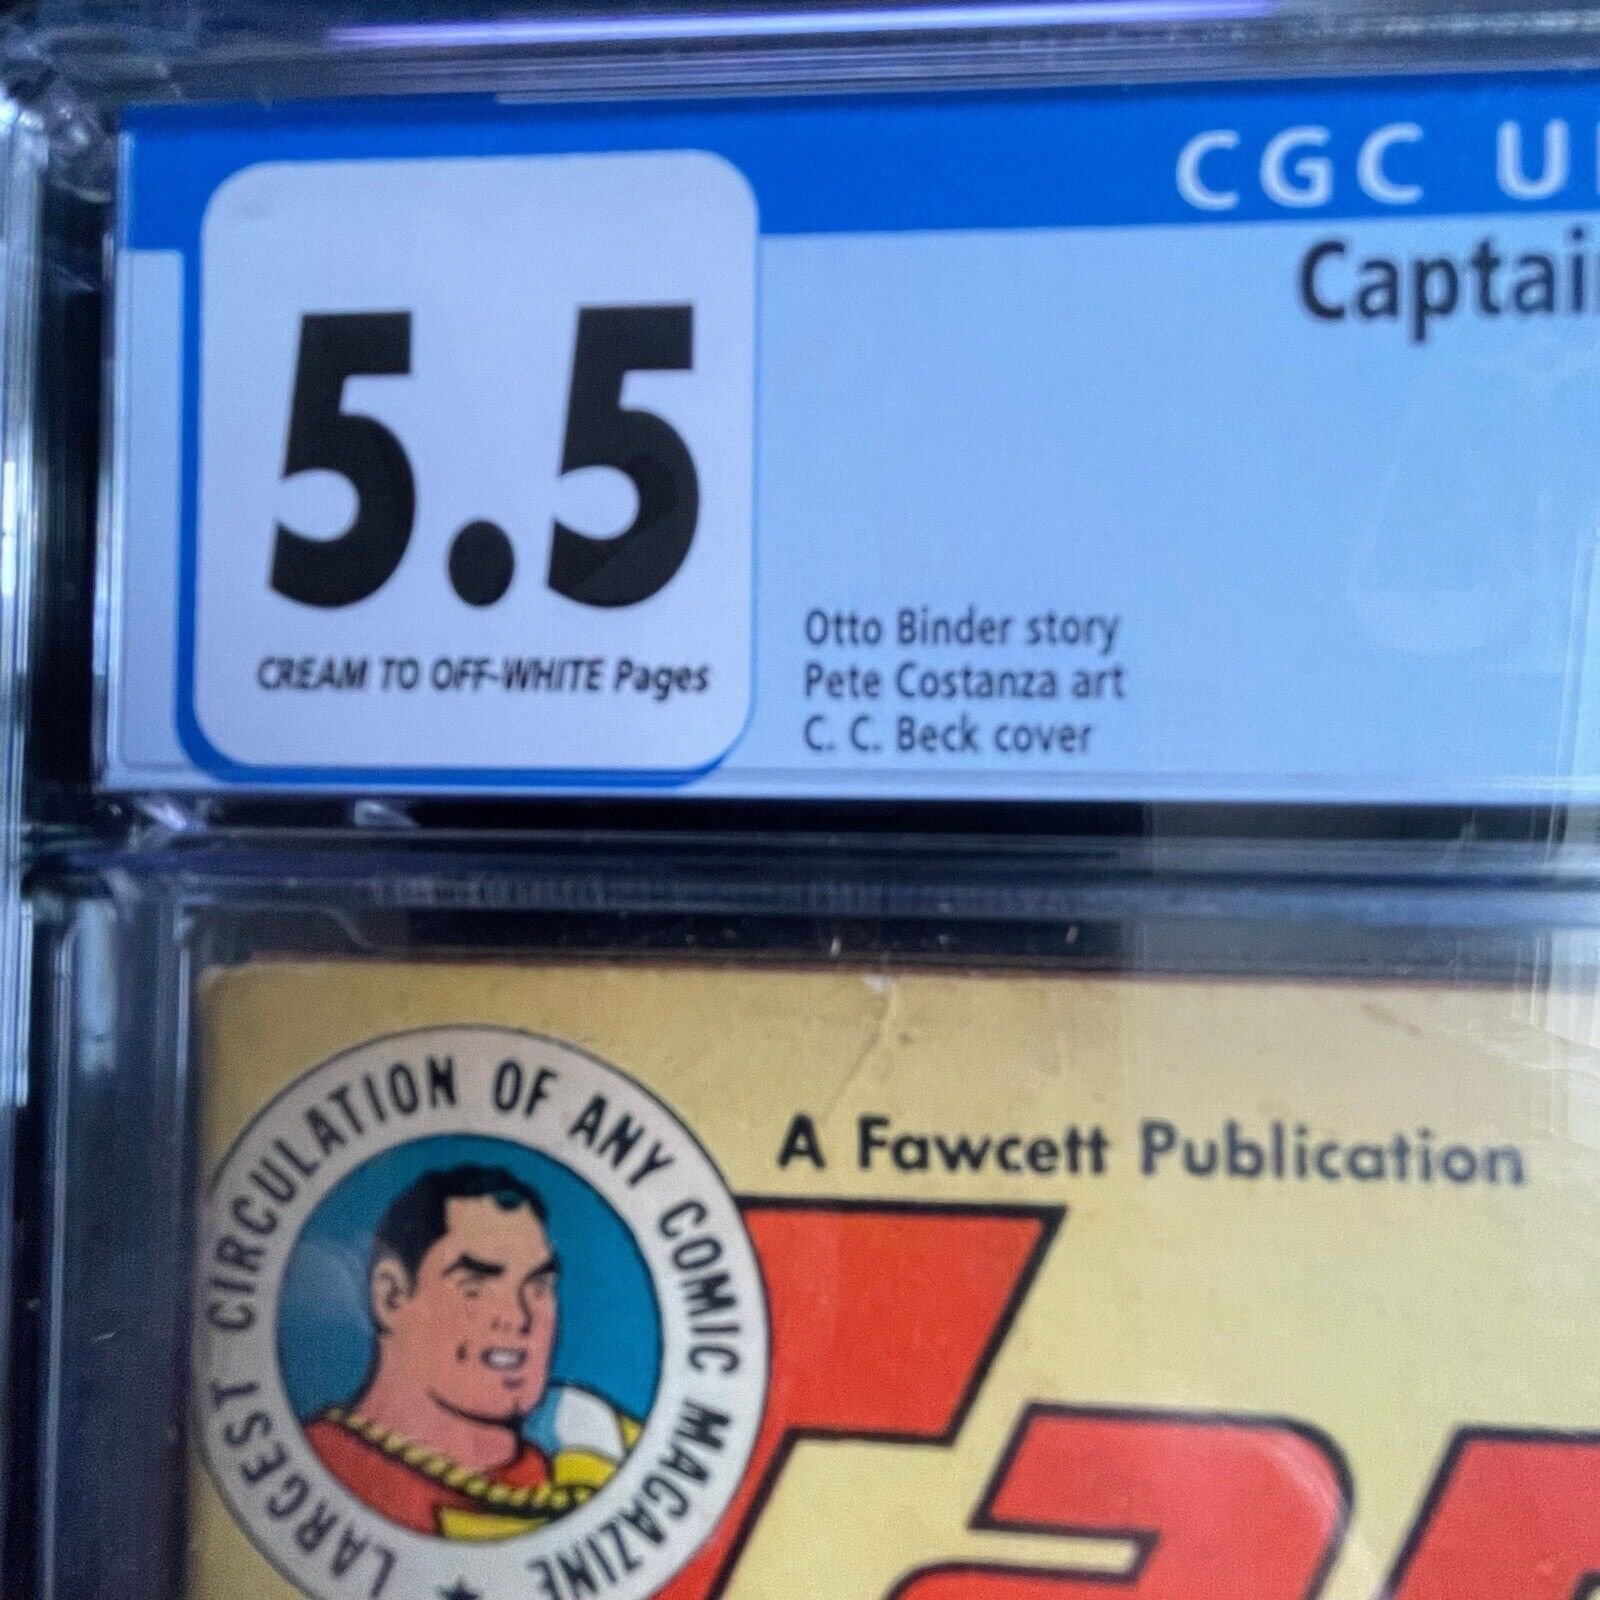 CGC U
Captai
5.5
CREAM TO OFF-WHITE Pages
Otto Binder story
Pete Costanza art
C. C. Beck cover
LARGEST CIRCULATION OF ANY COMIC MAGAZINE
A Fawcett Publication
Cap